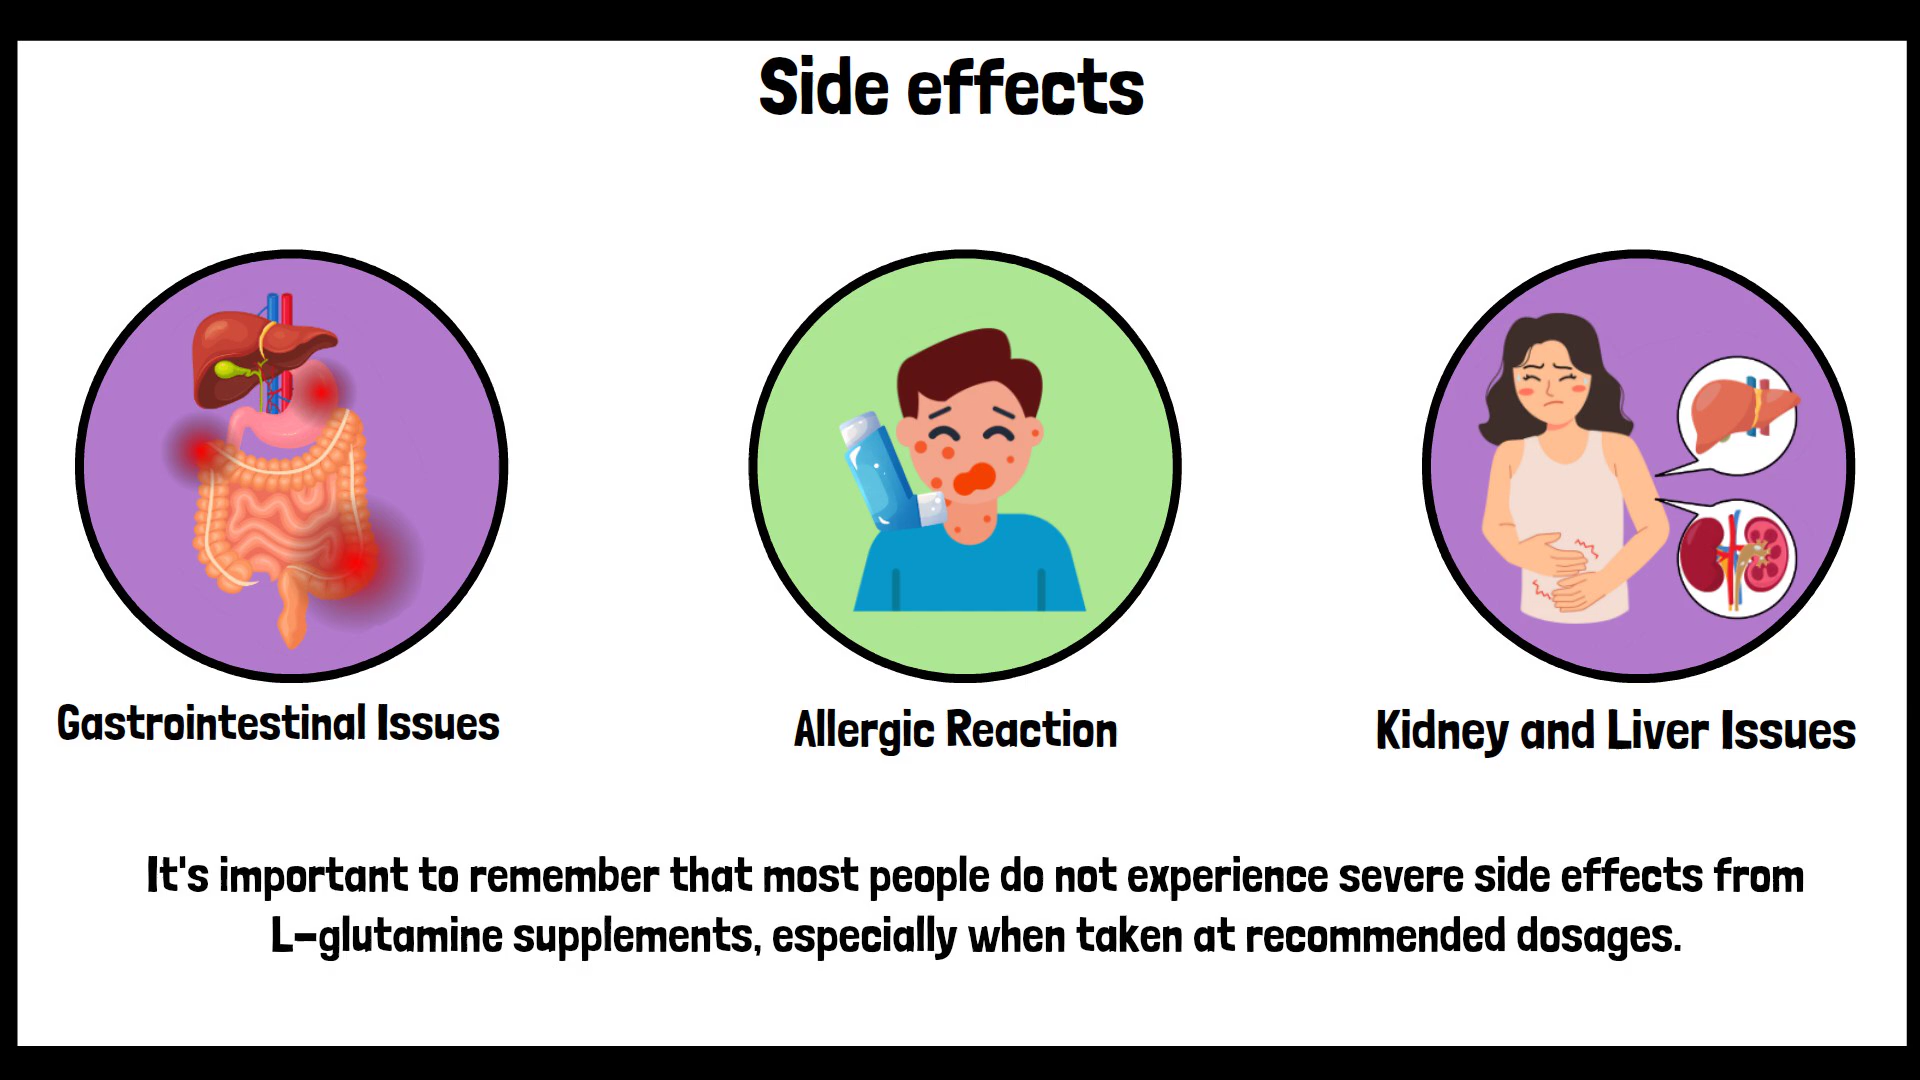 Side effects
Gastrointestinal Issues
Allergic Reaction
Kidney and Liver Issues
It's important to remember that most people do not experience severe side effects from
L-glutamine supplements, especially when taken at recommended dosages.